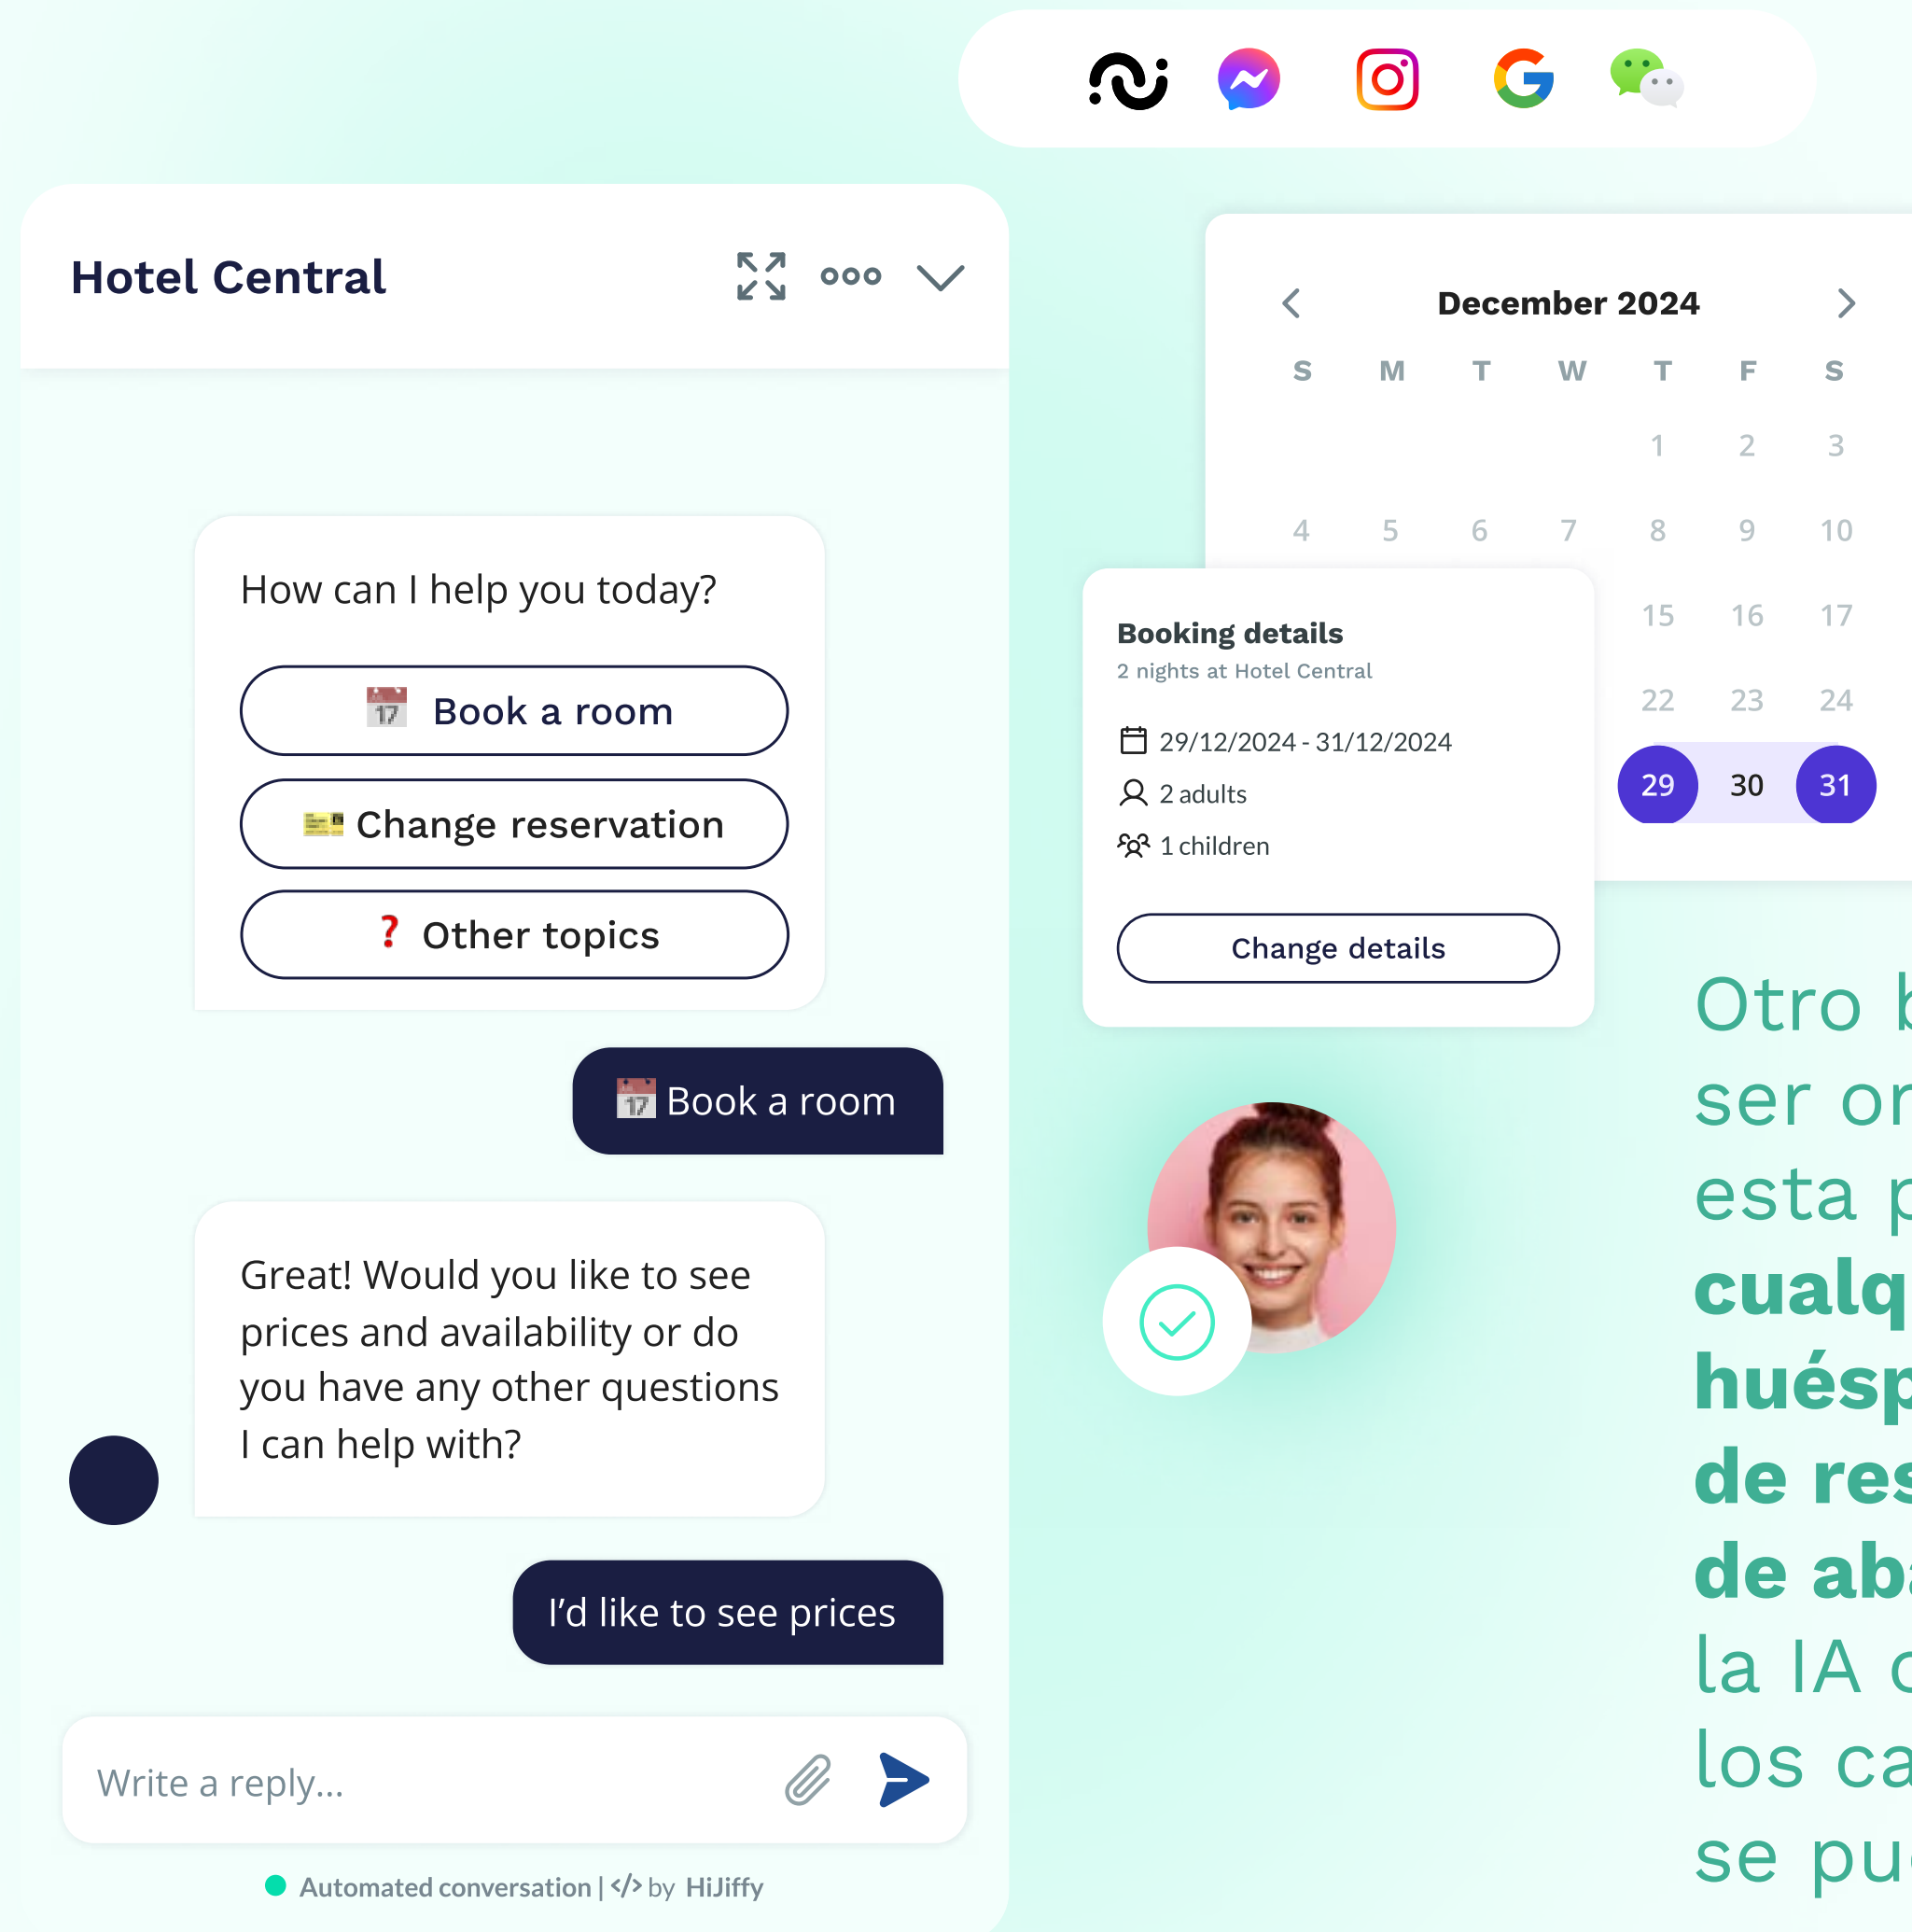 Hotel Central
How can I help you today?
17 Book a room
Change reservation
? Other topics
17 Book a room
Great! Would you like to see
prices and availability or do
you have any other questions
I can help with?
I'd like to see prices
Write a reply...
Automated conversation | </> by HiJiffy
December 2024
S M T W T F S
1 2 3
4 5 6 7 8 9 10
15 16 17
22 23 24
29 30 31
Booking details
2 nights at Hotel Central
29/12/2024 - 31/12/2024
2 adults
1 children
Change details
Otro
ser
esta
la IA
los
se